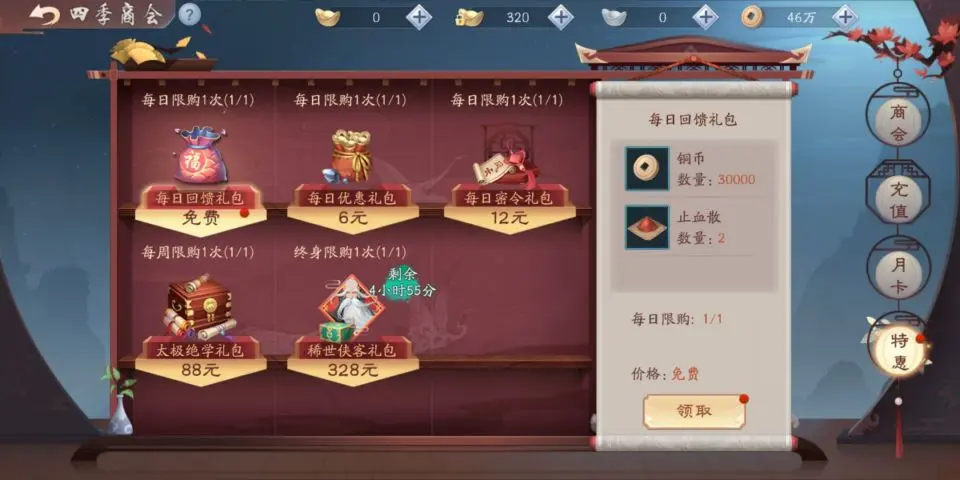 四季商会
?
0
320
0
46万
每日限购1次(1/1)
每日限购1次(1/1)
每日限购1次(1/1)
福
每日回馈礼包
免费
每日优惠礼包
6元
每日密令礼包
12元
每周限购1次(1/1)
终身限购1次(1/1)
剩余
4小时55分
太极绝学礼包
88元
稀世侠客礼包
328元
每日回馈礼包
铜币
数量:30000
止血散
数量:2
每日限购: 1/1
价格:免费
领取
商会
充值
月卡
特惠